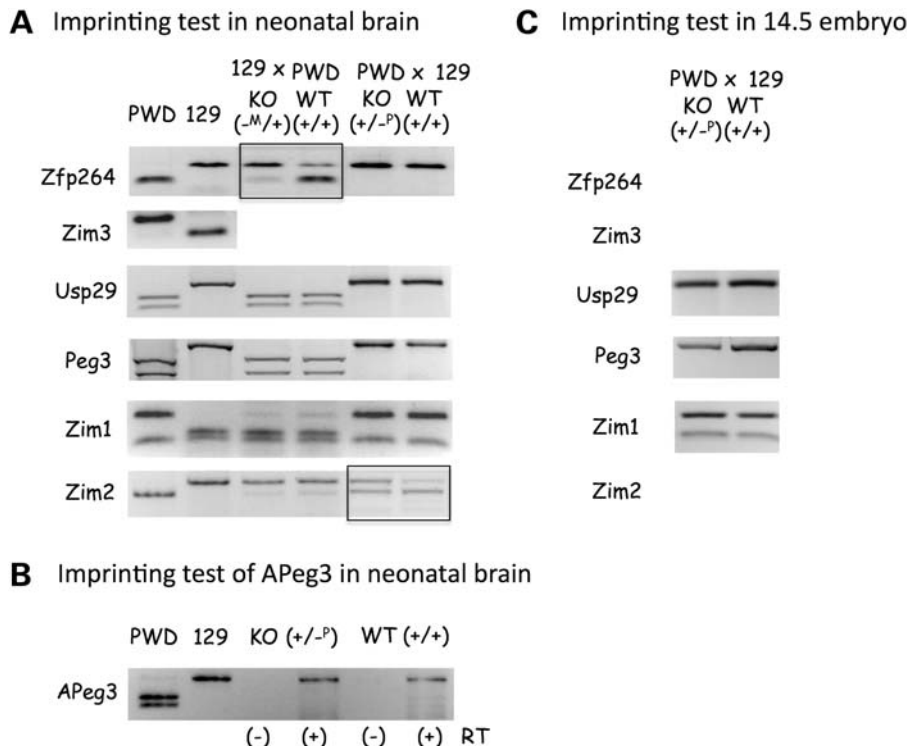 A Imprinting test in neonatal brain
129 x PWD PWD x 129
PWD 129 KO WT KO WT
(-ᴹ/+) (+/+) (+/-ᴾ) (+/+)
Zfp264
Zim3
Usp29
Peg3
Zim1
Zim2
B Imprinting test of APeg3 in neonatal brain
PWD 129 KO (+/-ᴾ) WT (+/+)
APeg3
(-) (+) (-) (+) RT
C Imprinting test in 14.5 embryo
PWD x 129
KO WT
(+/-ᴾ) (+/+)
Zfp264
Zim3
Usp29
Peg3
Zim1
Zim2